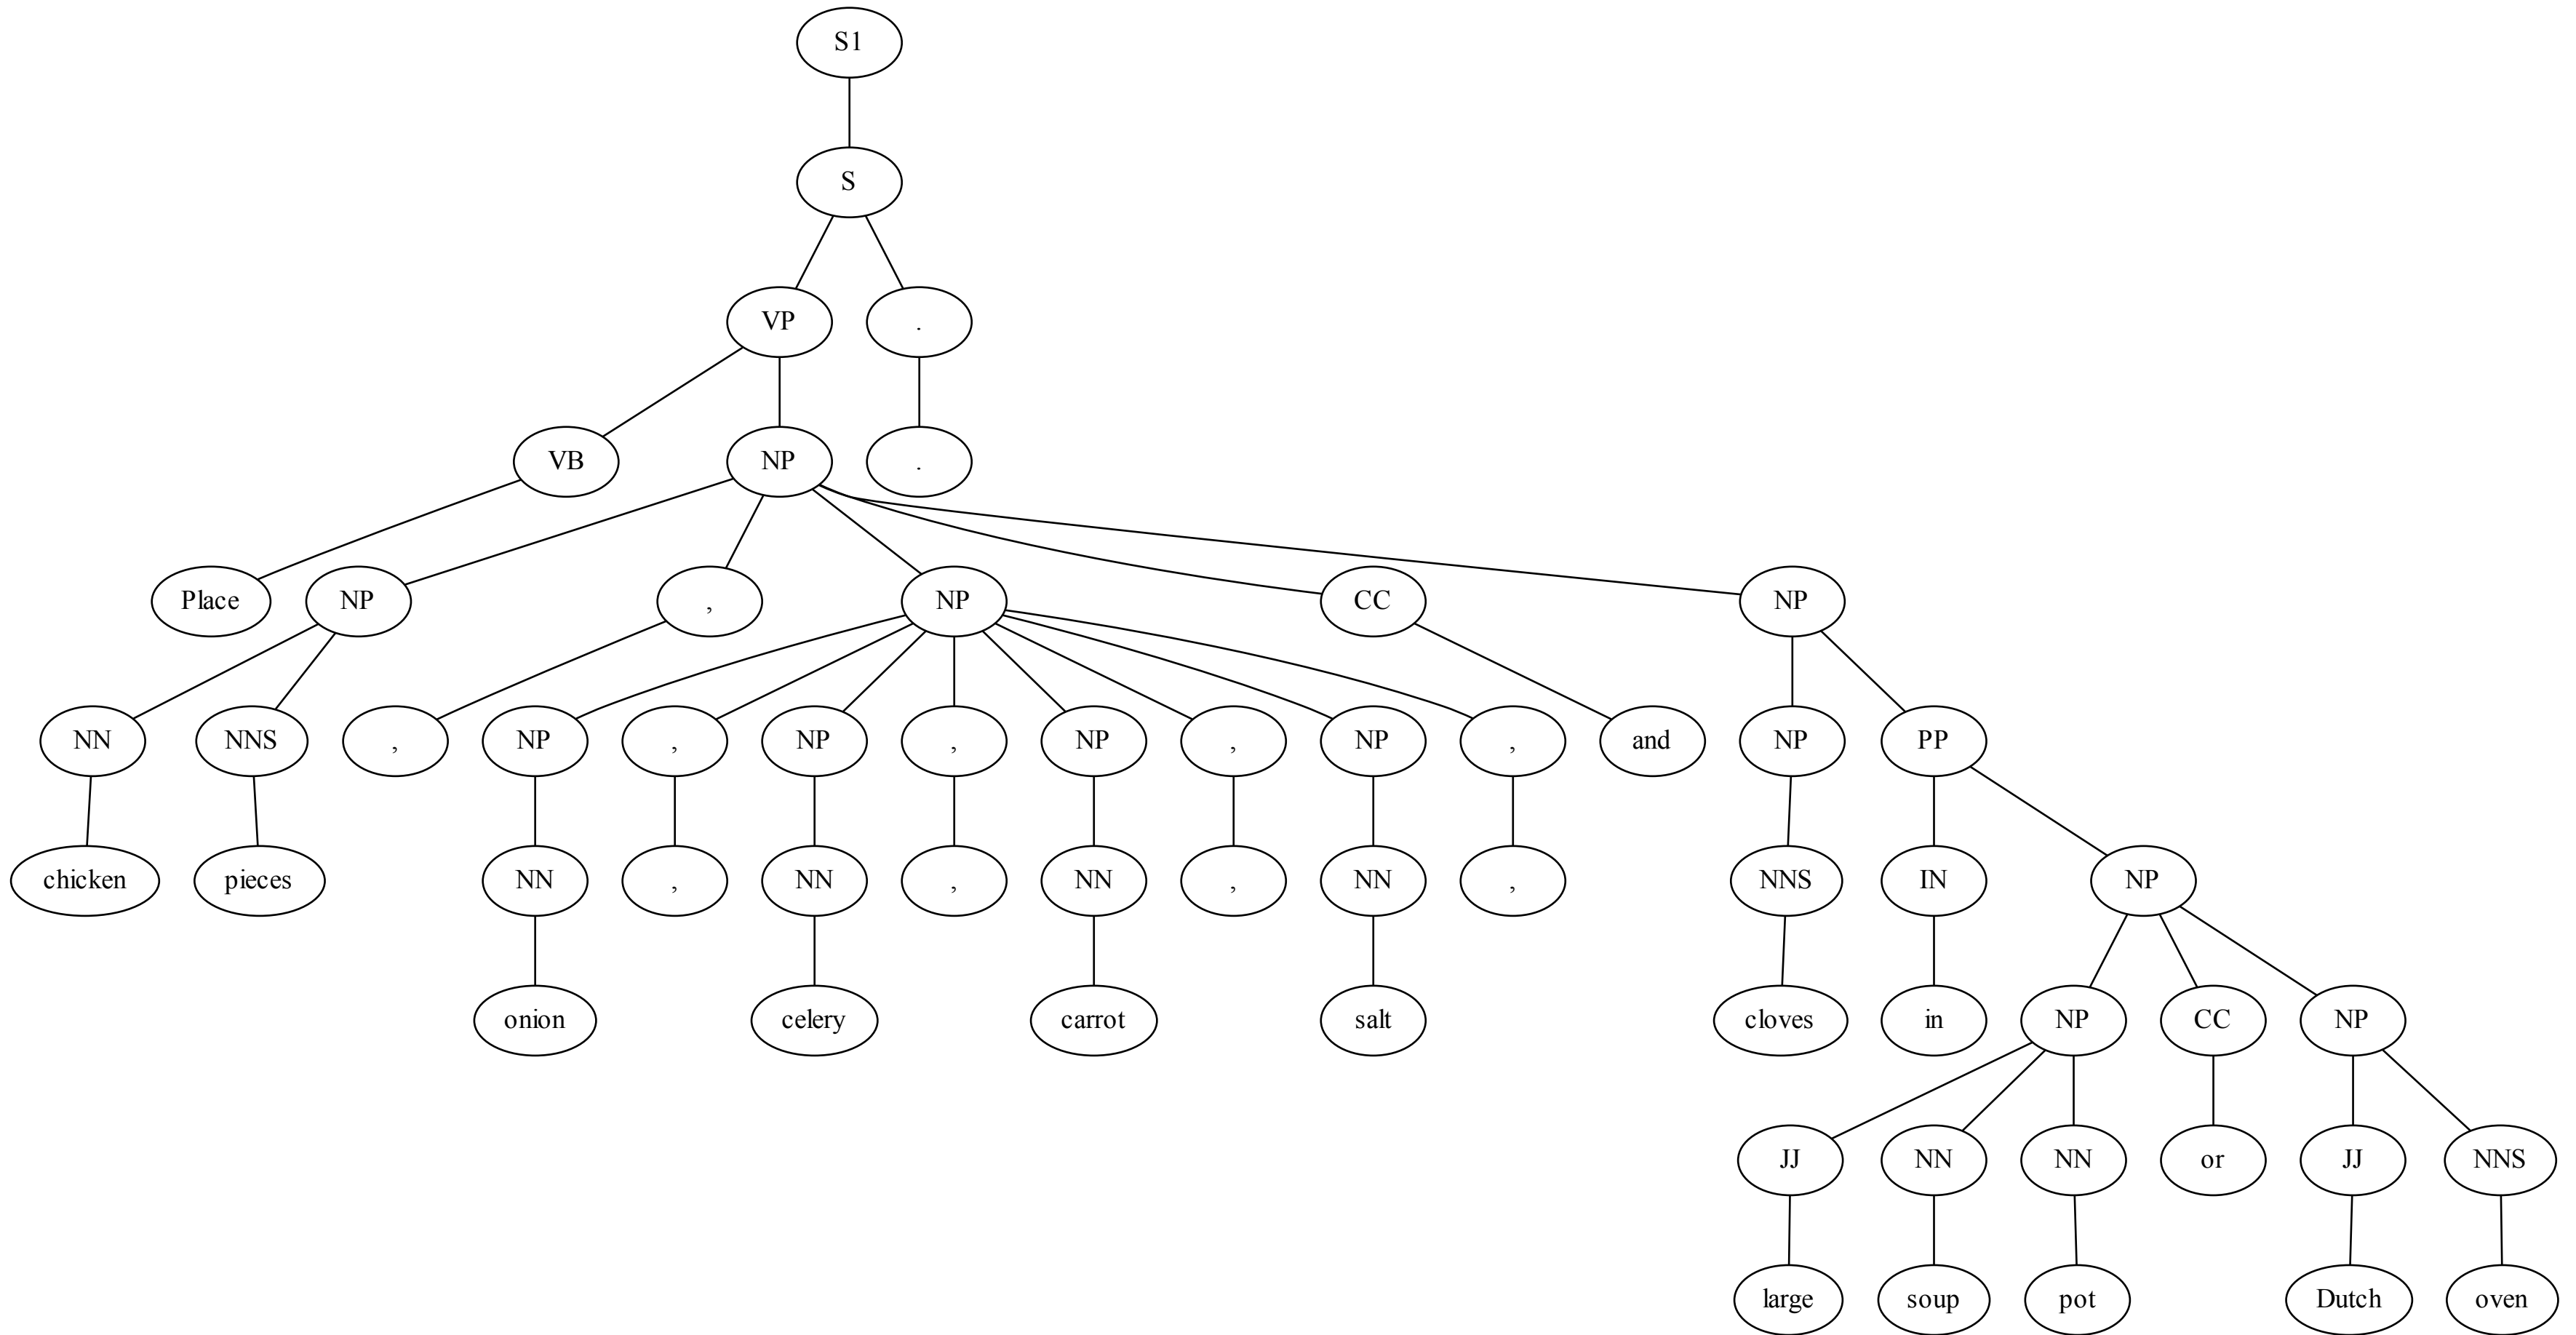 S1
S
VP .
VB NP .
Place NP , NP CC NP
NN NNS , NP , NP , NP , NP , and NP PP
chicken pieces NN , NN , NN , NN , NNS IN NP
onion celery carrot salt cloves in NP CC NP
JJ NN NN or JJ NNS
large soup pot Dutch oven